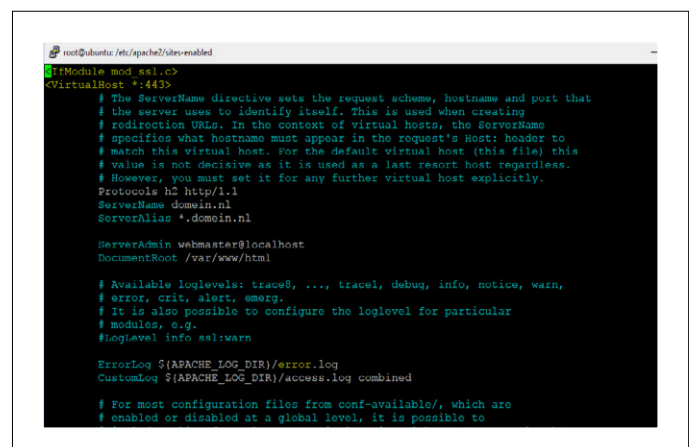 root@ubuntu: /etc/apache2/sites-enabled
<IfModule mod_ssl.c>
<VirtualHost *:443>
# The ServerName directive sets the request scheme, hostname and port that
# the server uses to identify itself. This is used when creating
# redirection URLs. In the context of virtual hosts, the ServerName
# specifies what hostname must appear in the request's Host: header to
# match this virtual host. For the default virtual host (this file) this
# value is not decisive as it is used as a last resort host regardless.
# However, you must set it for any further virtual host explicitly.
Protocols h2 http/1.1
ServerName domein.nl
ServerAlias *.domein.nl
ServerAdmin webmaster@localhost
DocumentRoot /var/www/html
# Available loglevels: trace8, ..., trace1, debug, info, notice, warn,
# error, crit, alert, emerg.
# It is also possible to configure the loglevel for particular
# modules, e.g.
#LogLevel info ssl:warn
ErrorLog ${APACHE_LOG_DIR}/error.log
CustomLog ${APACHE_LOG_DIR}/access.log combined
# For most configuration files from conf-available/, which are
# enabled or disabled at a global level, it is possible to